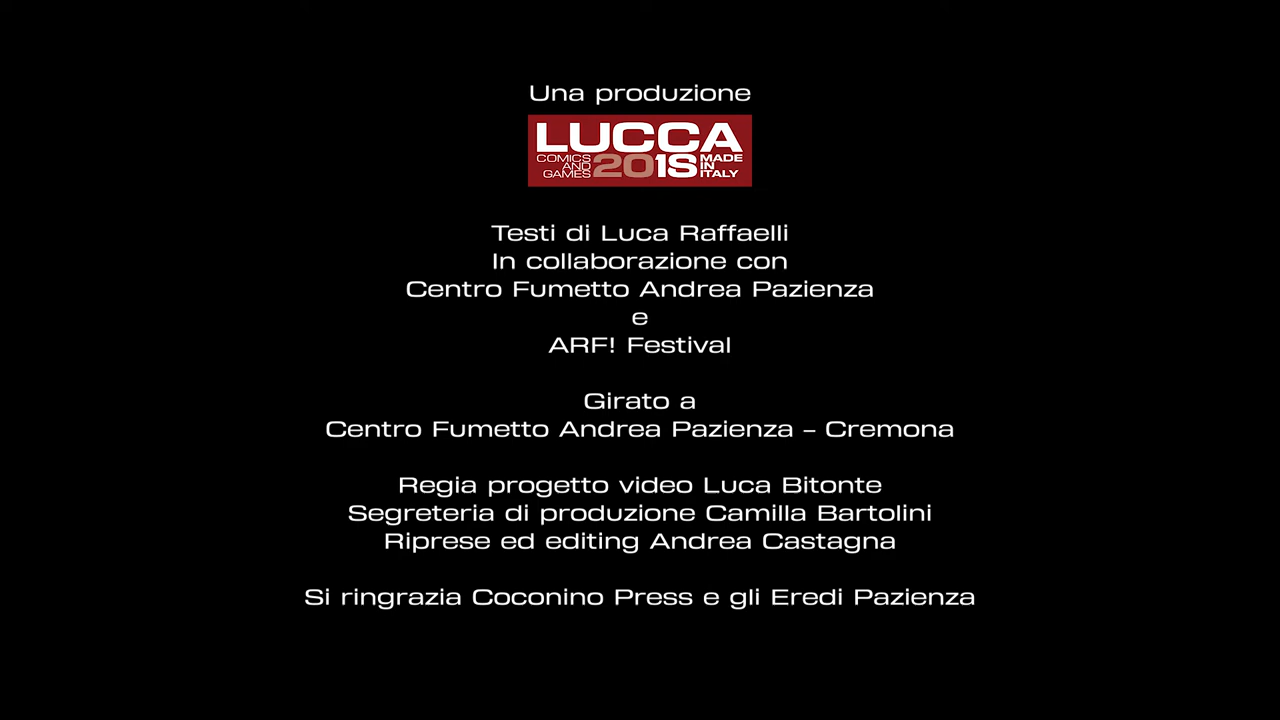 Una produzione
LUCCA
COMICS AND GAMES 2018 MADE IN ITALY
Testi di Luca Raffaelli
In collaborazione con
Centro Fumetto Andrea Pazienza
e
ARF! Festival
Girato a
Centro Fumetto Andrea Pazienza – Cremona
Regia progetto video Luca Bitonte
Segreteria di produzione Camilla Bartolini
Riprese ed editing Andrea Castagna
Si ringrazia Coconino Press e gli Eredi Pazienza